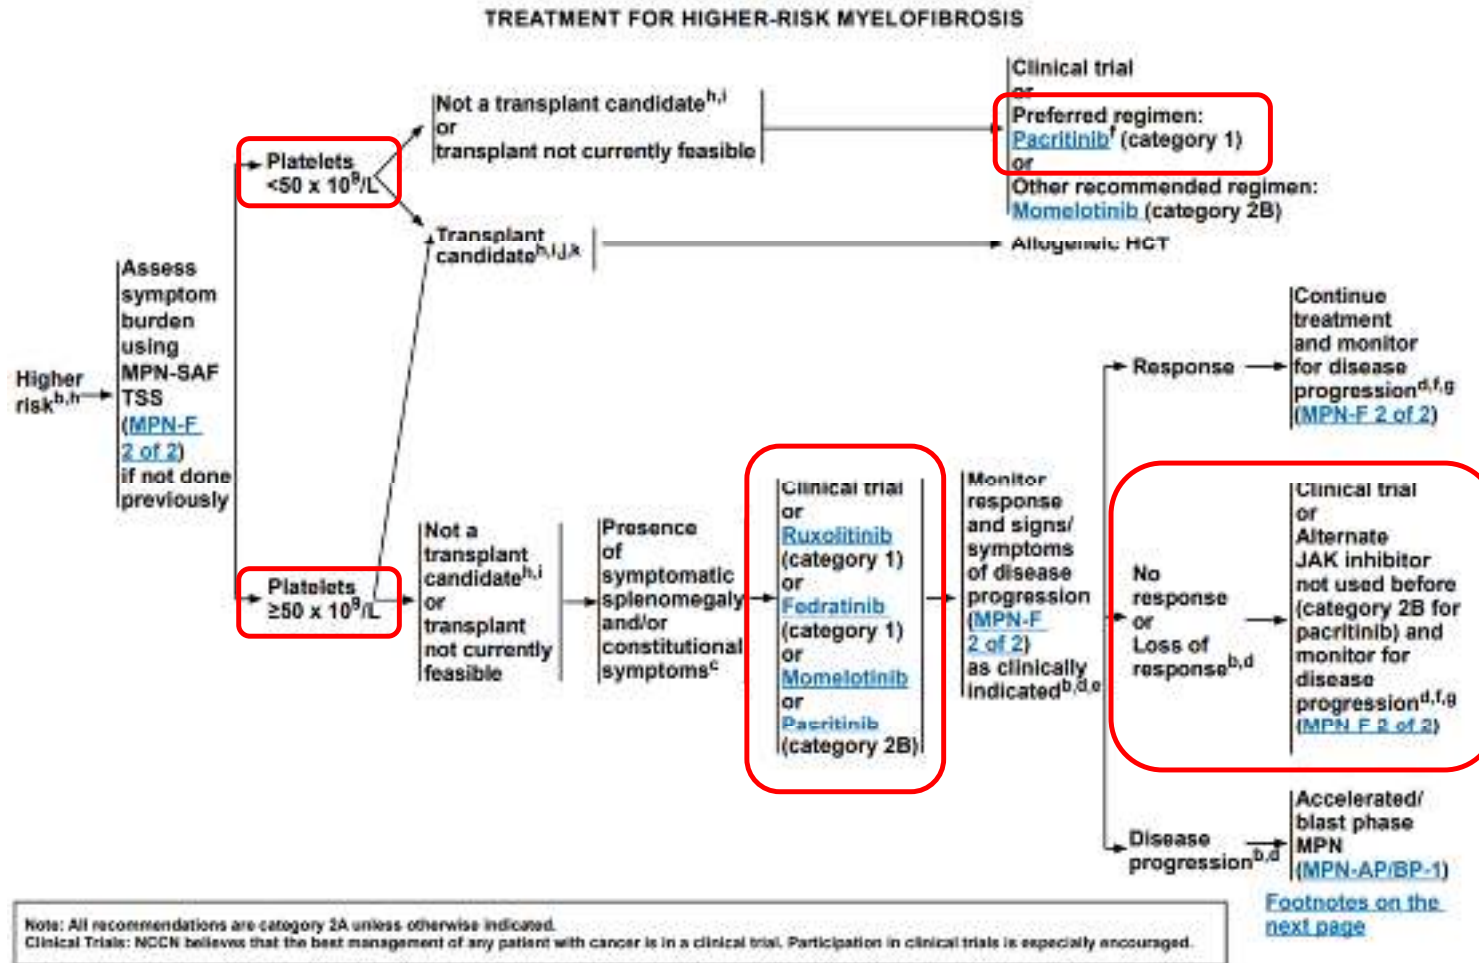 TREATMENT FOR HIGHER-RISK MYELOFIBROSIS
Higher
risk^b,h
Assess
symptom
burden
using
MPN-SAF
TSS
(MPN-F
2 of 2)
if not done
previously
Platelets
<50 x 10^9/L
Not a transplant candidate^h,i
or
transplant not currently feasible
Clinical trial
or
Preferred regimen:
Pacritinib^f (category 1)
or
Other recommended regimen:
Momelotinib (category 2B)
Transplant
candidate^h,i,j,k
Allogeneic HCT
Platelets
≥50 x 10^9/L
Not a
transplant
candidate^h,i
or
transplant
not currently
feasible
Presence
of
symptomatic
splenomegaly
and/or
constitutional
symptoms^c
Clinical trial
or
Ruxolitinib
(category 1)
or
Fedratinib
(category 1)
or
Momelotinib
or
Pacritinib
(category 2B)
Monitor
response
and signs/
symptoms
of disease
progression
(MPN-F
2 of 2)
as clinically
indicated^b,d,e
Response
Continue
treatment
and monitor
for disease
progression^d,f,g
(MPN-F 2 of 2)
No
response
or
Loss of
response^b,d
Clinical trial
or
Alternate
JAK inhibitor
not used before
(category 2B for
pacritinib) and
monitor for
disease
progression^d,f,g
(MPN-F 2 of 2)
Disease
progression^b,d
Accelerated/
blast phase
MPN
(MPN-AP/BP-1)
Footnotes on the
next page
Note: All recommendations are category 2A unless otherwise indicated.
Clinical Trials: NCCN believes that the best management of any patient with cancer is in a clinical trial. Participation in clinical trials is especially encouraged.